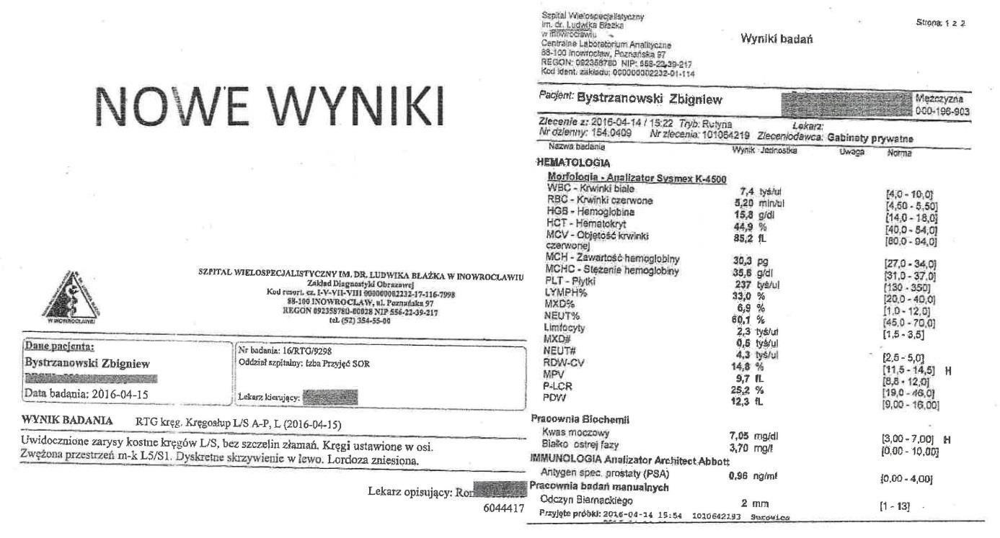 NOWE WYNIKI
SZPITAL WIELOSPECJALISTYCZNY IM. DR. LUDWIKA BŁAŻKA W INOWROCŁAWIU
Zakład Diagnostyki Obrazowej
Kod resort. cz. I-V-VII-VIII 000000002232-17-116-7998
88-100 INOWROCŁAW, ul. Poznańska 97
REGON 092358780-00028 NIP 556-22-39-217
tel. (52) 354-55-00
W INOWROCŁAWIU
Dane pacjenta:
Bystrzanowski Zbigniew
Data badania: 2016-04-15
Nr badania: 16/RTG/9298
Oddział szpitalny: Izba Przyjęć SOR
Lekarz kierujący:
WYNIK BADANIA RTG kręg. Kręgosłup L/S A-P, L (2016-04-15)
Uwidocznione zarysy kostne kręgów L/S, bez szczelin złamań. Kręgi ustawione w osi.
Zwężona przestrzeń m-k L5/S1. Dyskretne skrzywienie w lewo. Lordoza zniesiona.
Lekarz opisujący: Ro
6044417
Szpital Wielospecjalistyczny
im. dr. Ludwika Błażka
w Inowrocławiu
Centralne Laboratorium Analityczne
88-100 Inowrocław, Poznańska 97
REGON: 092358780 NIP: 556-22-39-217
Kod ident. zakładu: 000000002232-01-114
Wyniki badań
Strona: 1 z 2
Pacjent: Bystrzanowski Zbigniew Mężczyzna
000-196-903
Zlecenie z: 2016-04-14 / 15:22 Tryb: Rutyna Lekarz:
Nr dzienny: 154.0409 Nr zlecenia: 101064219 Zleceniodawca: Gabinety prywatne
Nazwa badania Wynik Jednostka Uwaga Norma
HEMATOLOGIA
Morfologia - Analizator Sysmex K-4500
WBC - Krwinki białe 7,4 tyś/ul [4,0 - 10,0]
RBC - Krwinki czerwone 5,20 mln/ul [4,50 - 5,50]
HGB - Hemoglobina 15,8 g/dl [14,0 - 18,0]
HCT - Hematokryt 44,9 % [40,0 - 54,0]
MCV - Objętość krwinki 85,2 fL [80,0 - 94,0]
czerwonej
MCH - Zawartość hemoglobiny 30,3 pg [27,0 - 34,0]
MCHC - Stężenie hemoglobiny 35,6 g/dl [31,0 - 37,0]
PLT - Płytki 237 tyś/ul [130 - 350]
LYMPH% 33,0 % [20,0 - 40,0]
MXD% 6,9 % [1,0 - 12,0]
NEUT% 60,1 % [45,0 - 70,0]
Limfocyty 2,3 tyś/ul [1,5 - 3,5]
MXD# 0,5 tyś/ul
NEUT# 4,3 tyś/ul [2,5 - 5,0]
RDW-CV 14,8 % [11,5 - 14,5] H
MPV 9,7 fL [8,8 - 12,0]
P-LCR 25,2 % [19,0 - 46,0]
PDW 12,3 fL [9,00 - 16,00]
Pracownia Biochemii
Kwas moczowy 7,05 mg/dl [3,00 - 7,00] H
Białko ostrej fazy 3,70 mg/l [0,00 - 10,00]
IMMUNOLOGIA Analizator Architect Abbott
Antygen spec. prostaty (PSA) 0,96 ng/ml [0,00 - 4,00]
Pracownia badań manualnych
Odczyn Biernackiego 2 mm [1 - 13]
Przyjęte próbki: 2016-04-14 15:54 1010642193 Surowica